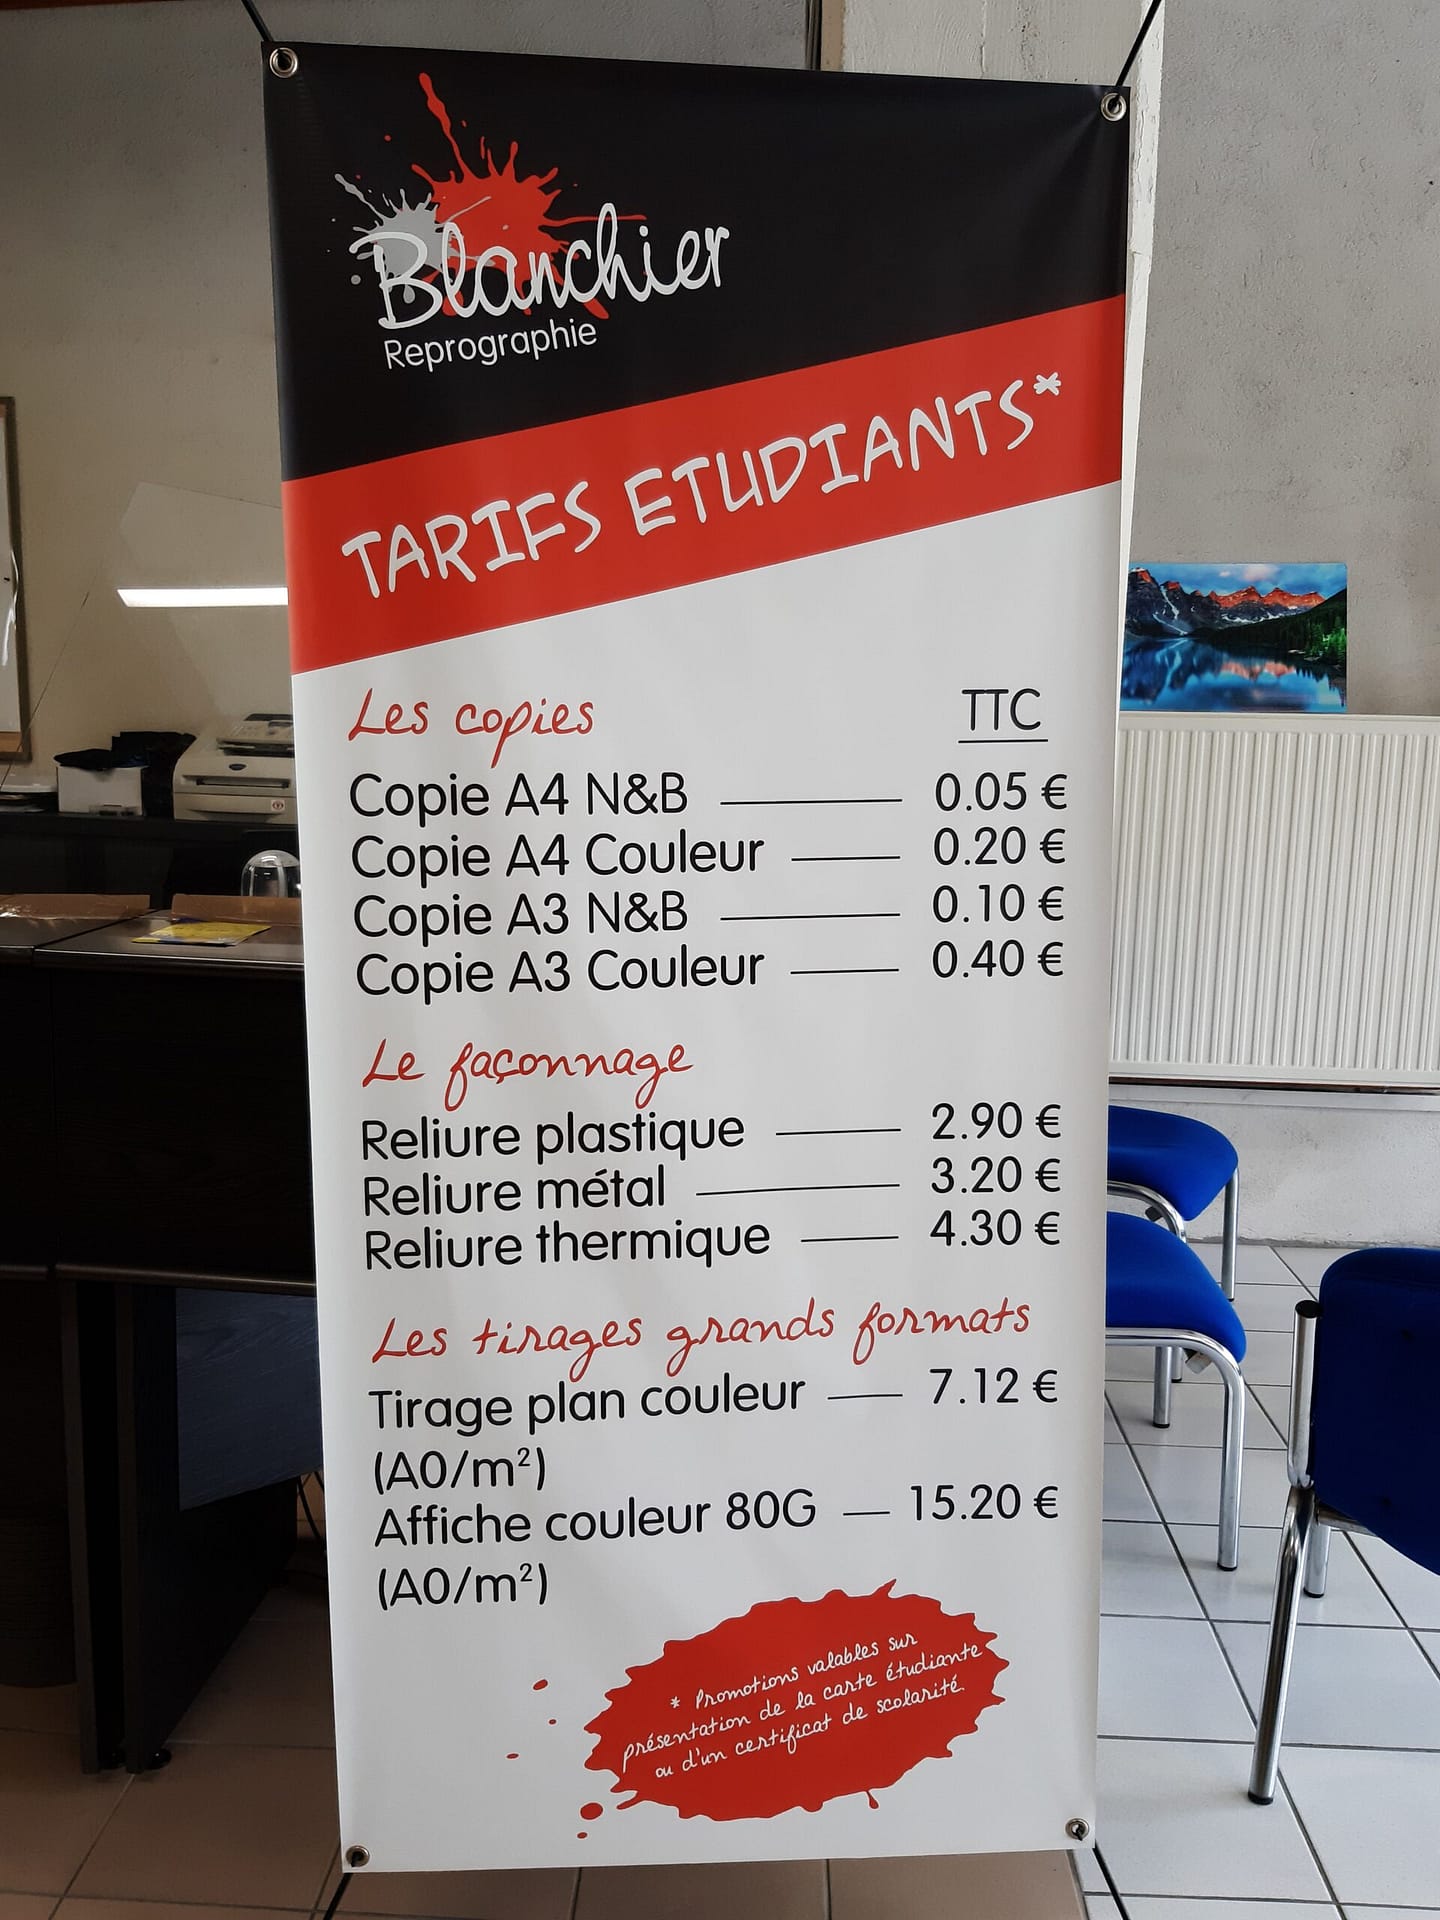 Blanchier
Reprographie
TARIFS ETUDIANTS*
Les copies TTC
Copie A4 N&B 0.05 €
Copie A4 Couleur 0.20 €
Copie A3 N&B 0.10 €
Copie A3 Couleur 0.40 €
Le façonnage
Reliure plastique 2.90 €
Reliure métal 3.20 €
Reliure thermique 4.30 €
Les tirages grands formats
Tirage plan couleur 7.12 €
(A0/m²)
Affiche couleur 80G 15.20 €
(A0/m²)
* Promotions valables sur
présentation de la carte étudiante
ou d'un certificat de scolarité.